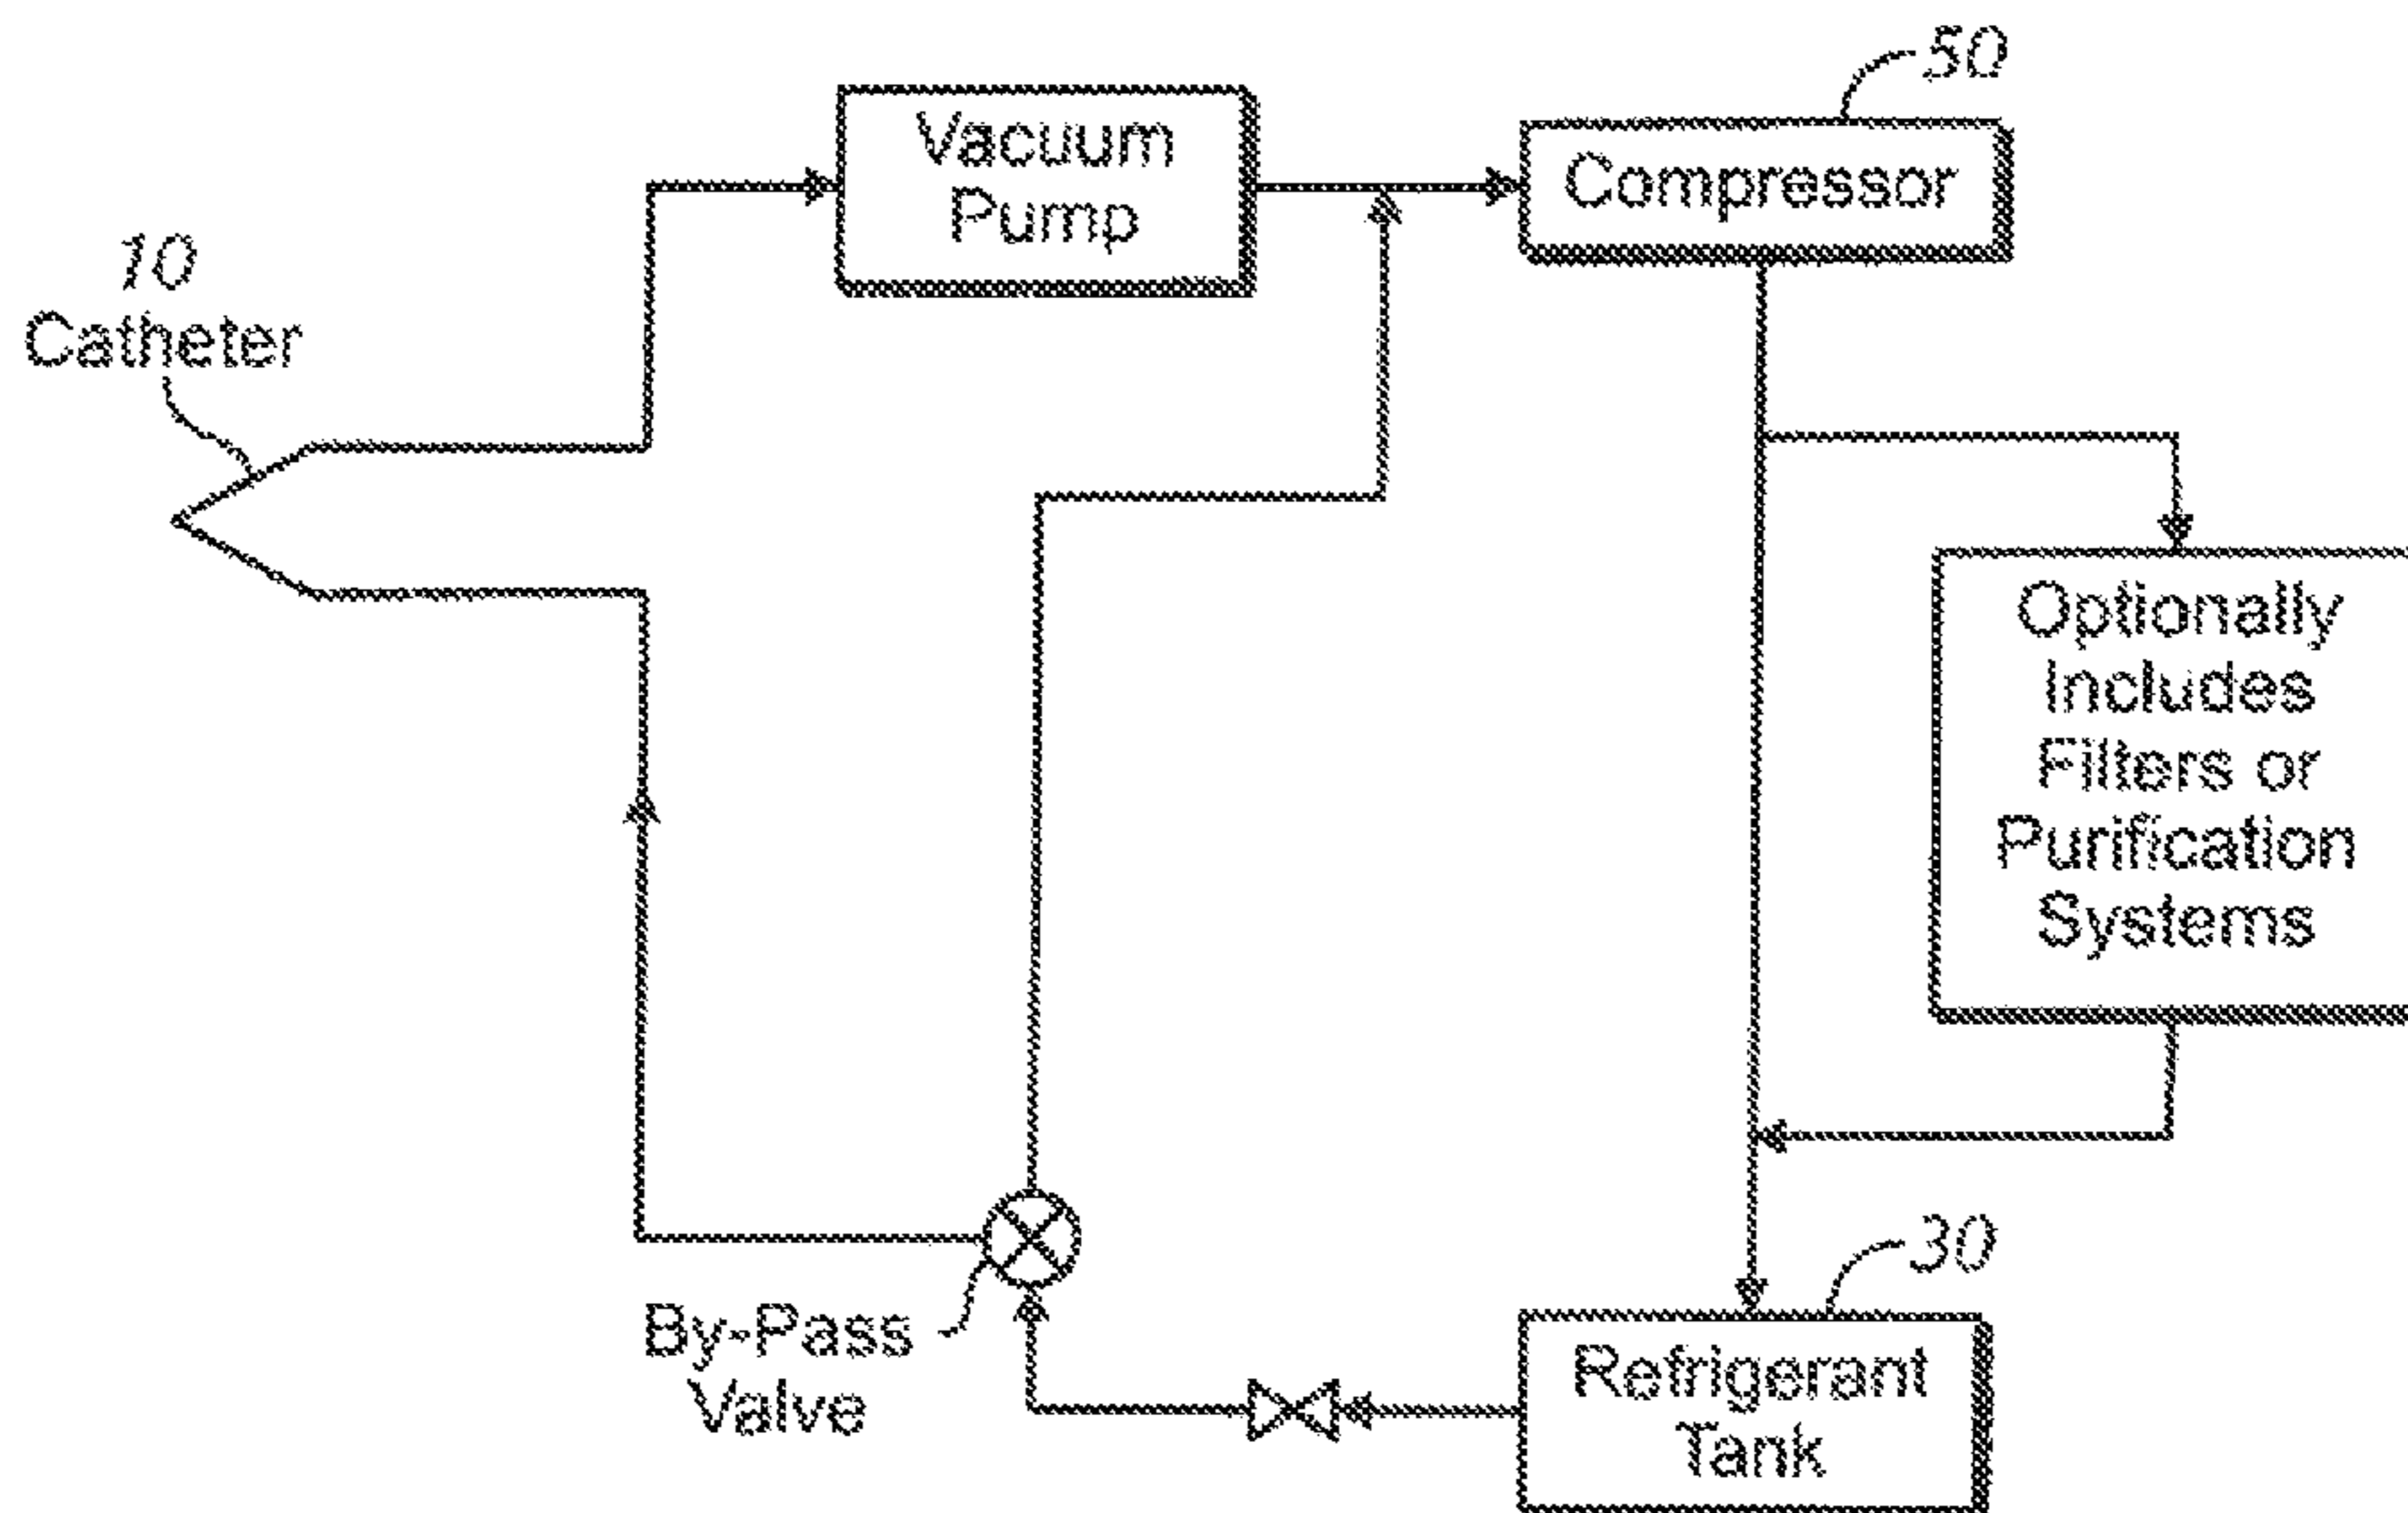 50
Vacuum
Pump
Compressor
10
Catheter
Optionally
Includes
Filters or
Purification
Systems
30
By-Pass
Valve
Refrigerant
Tank